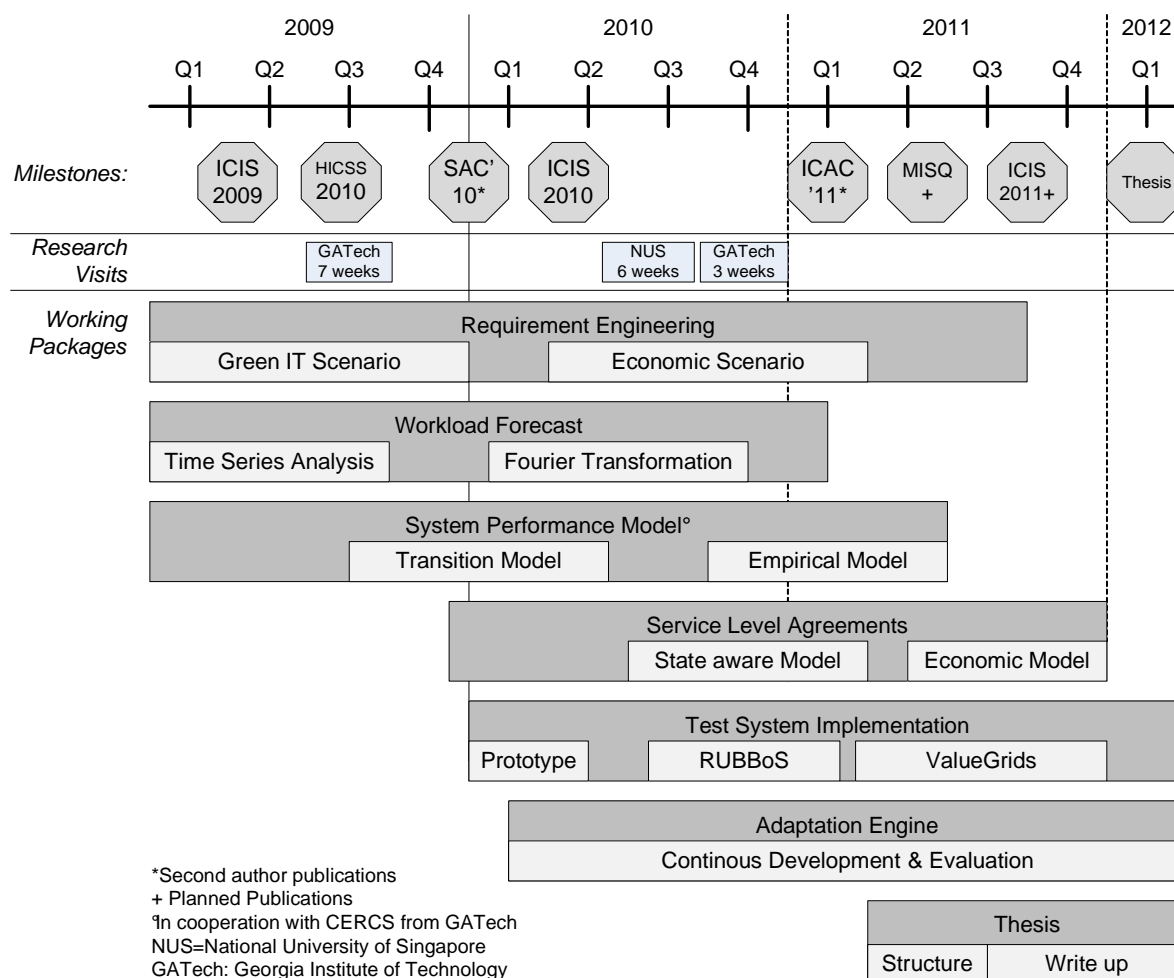 2009 2010 2011 2012
Q1 Q2 Q3 Q4 Q1 Q2 Q3 Q4 Q1 Q2 Q3 Q4 Q1
Milestones:
ICIS
2009
HICSS
2010
SAC'
10*
ICIS
2010
ICAC
'11*
MISQ
+
ICIS
2011+
Thesis
Research
Visits
GATech
7 weeks
NUS
6 weeks
GATech
3 weeks
Working
Packages
Requirement Engineering
Green IT Scenario
Economic Scenario
Workload Forecast
Time Series Analysis
Fourier Transformation
System Performance Model°
Transition Model
Empirical Model
Service Level Agreements
State aware Model
Economic Model
Test System Implementation
Prototype
RUBBoS
ValueGrids
Adaptation Engine
Continous Development & Evaluation
Thesis
Structure
Write up
*Second author publications
+ Planned Publications
°In cooperation with CERCS from GATech
NUS=National University of Singapore
GATech: Georgia Institute of Technology